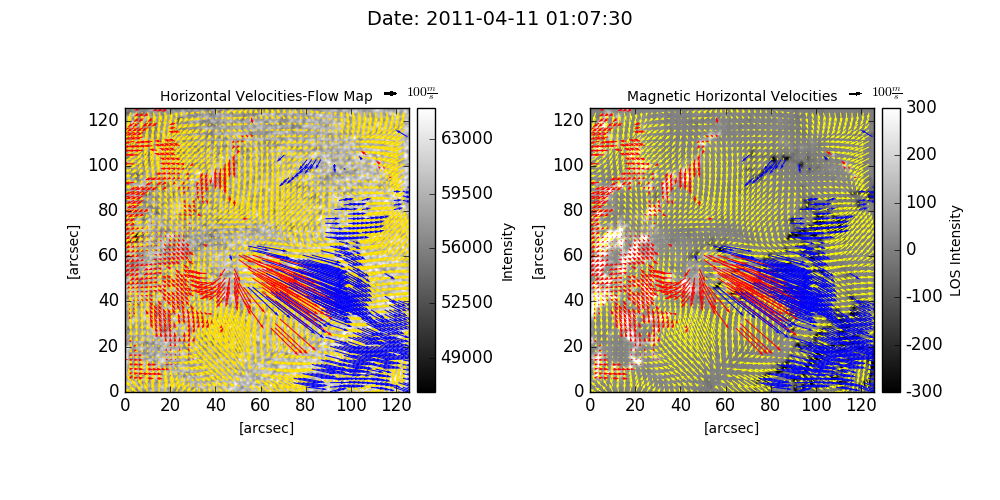 Date: 2011-04-11 01:07:30
Horizontal Velocities-Flow Map
100 m/s
Magnetic Horizontal Velocities
100 m/s
120
100
80
60
40
20
0
[arcsec]
0 20 40 60 80 100 120
[arcsec]
63000
59500
56000
52500
49000
Intensity
120
100
80
60
40
20
0
[arcsec]
0 20 40 60 80 100 120
[arcsec]
300
200
100
0
-100
-200
-300
LOS Intensity